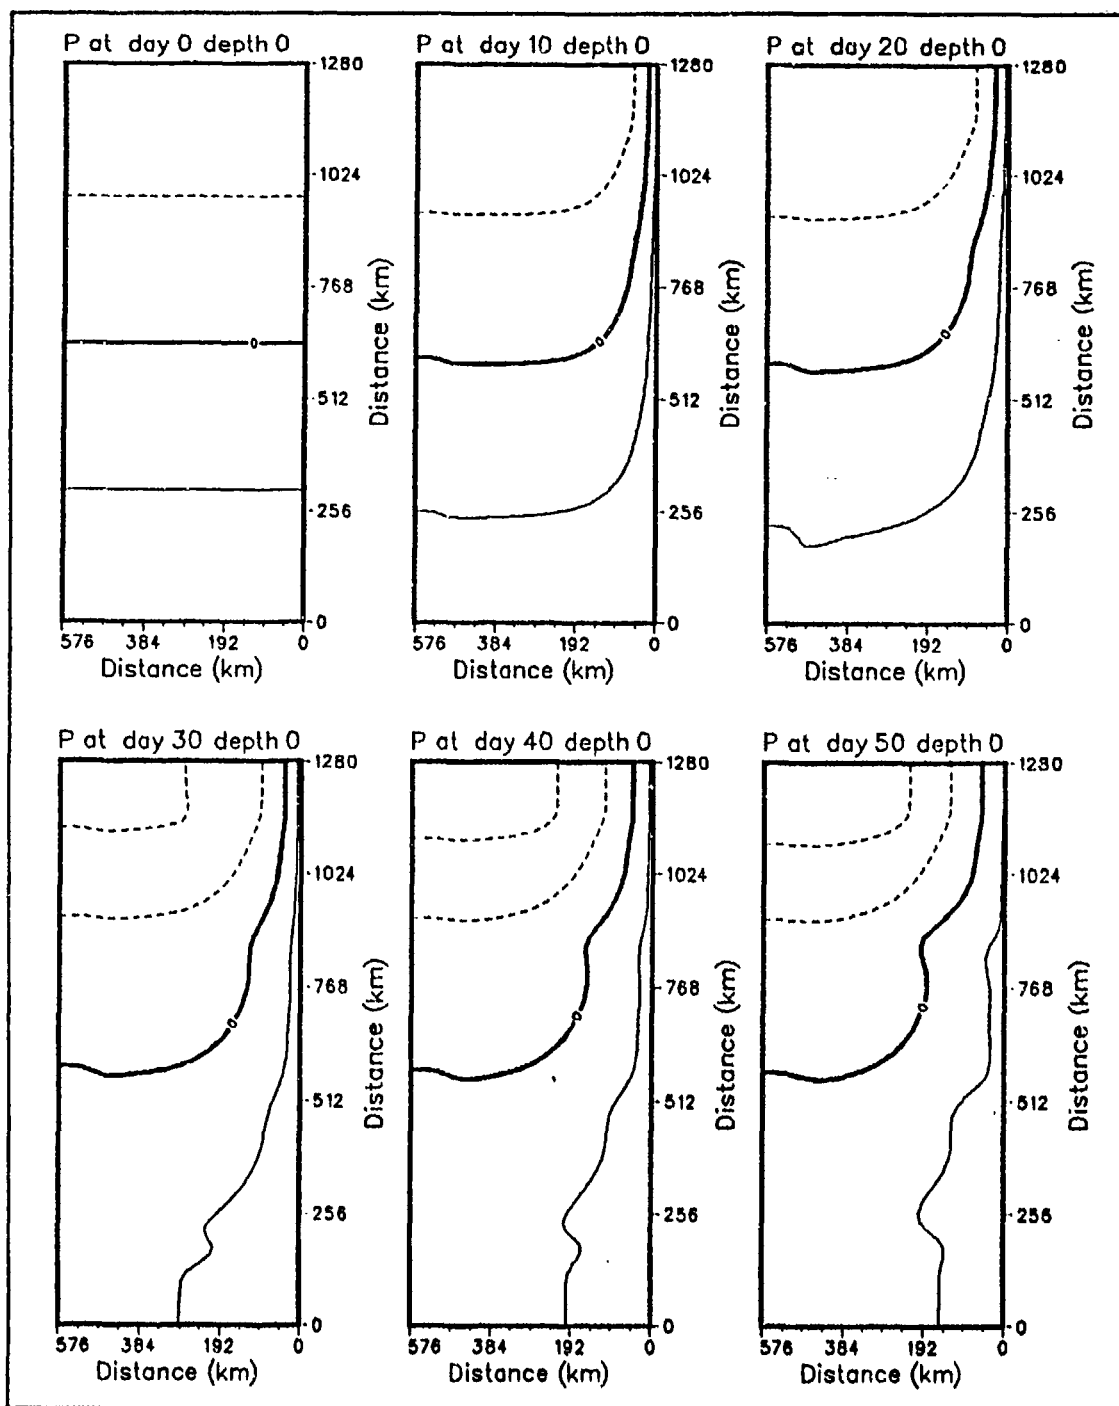 P at day 0 depth 0
1280
1024
768
512
256
0
Distance (km)
0
576 384 192 0
Distance (km)
P at day 10 depth 0
1280
1024
768
512
256
0
Distance (km)
0
576 384 192 0
Distance (km)
P at day 20 depth 0
1280
1024
768
512
256
0
Distance (km)
0
576 384 192 0
Distance (km)
P at day 30 depth 0
1280
1024
768
512
256
0
Distance (km)
0
576 384 192 0
Distance (km)
P at day 40 depth 0
1280
1024
768
512
256
0
Distance (km)
0
576 384 192 0
Distance (km)
P at day 50 depth 0
1280
1024
768
512
256
0
Distance (km)
0
576 384 192 0
Distance (km)